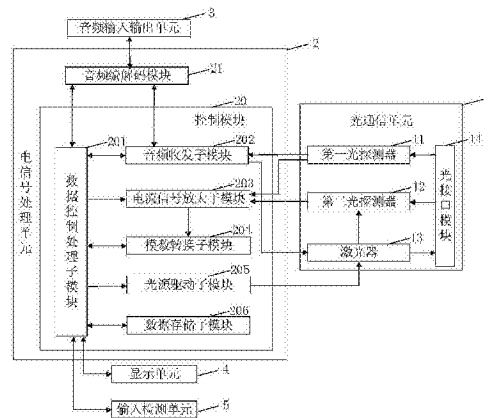 音频输入输出单元
3
2
音频编解码模块
21
20
控制模块
电信号处理单元
数据控制处理子模块
201
202
音频收发子模块
203
电流信号放大子模块
204
模数转换子模块
205
光源驱动子模块
206
数据存储子模块
光通信单元
11
第一光探测器
12
第二光探测器
13
激光器
14
光接口模块
显示单元
4
输入检测单元
5